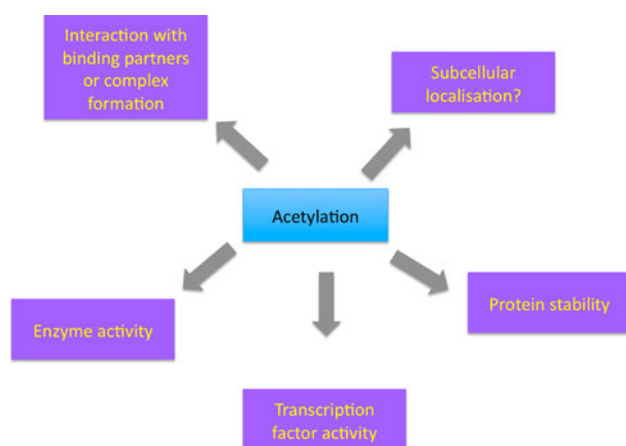 Interaction with
binding partners
or complex
formation
Subcellular
localisation?
Acetylation
Enzyme activity
Protein stability
Transcription
factor activity